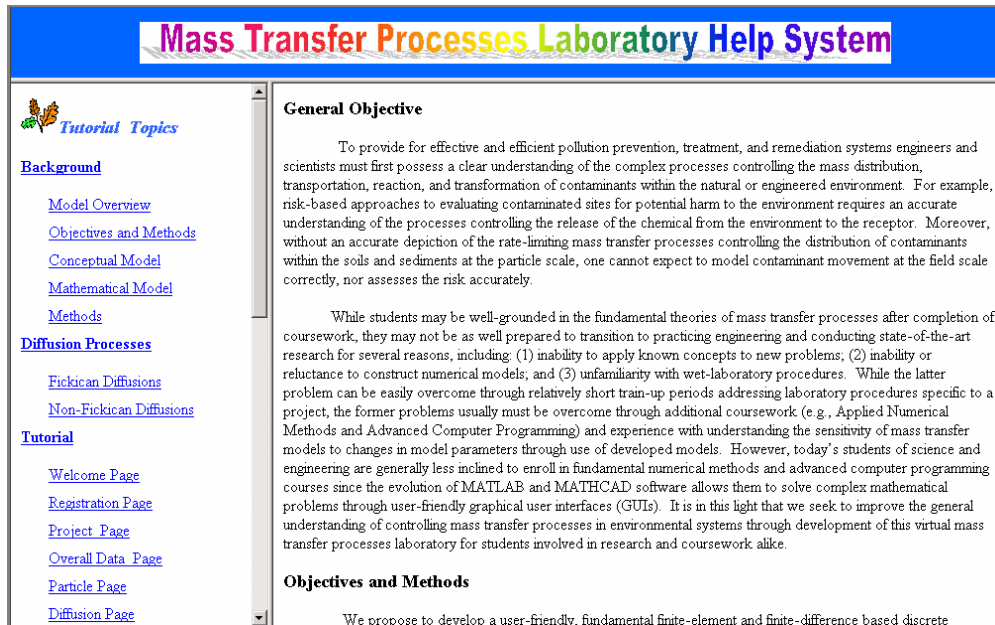 Mass Transfer Processes Laboratory Help System
Tutorial Topics
Background
Model Overview
Objectives and Methods
Conceptual Model
Mathematical Model
Methods
Diffusion Processes
Fickican Diffusions
Non-Fickican Diffusions
Tutorial
Welcome Page
Registration Page
Project Page
Overall Data Page
Particle Page
Diffusion Page
General Objective
To provide for effective and efficient pollution prevention, treatment, and remediation systems engineers and
scientists must first possess a clear understanding of the complex processes controlling the mass distribution,
transportation, reaction, and transformation of contaminants within the natural or engineered environment. For example,
risk-based approaches to evaluating contaminated sites for potential harm to the environment requires an accurate
understanding of the processes controlling the release of the chemical from the environment to the receptor. Moreover,
without an accurate depiction of the rate-limiting mass transfer processes controlling the distribution of contaminants
within the soils and sediments at the particle scale, one cannot expect to model contaminant movement at the field scale
correctly, nor assesses the risk accurately.
While students may be well-grounded in the fundamental theories of mass transfer processes after completion of
coursework, they may not be as well prepared to transition to practicing engineering and conducting state-of-the-art
research for several reasons, including: (1) inability to apply known concepts to new problems; (2) inability or
reluctance to construct numerical models; and (3) unfamiliarity with wet-laboratory procedures. While the latter
problem can be easily overcome through relatively short train-up periods addressing laboratory procedures specific to a
project, the former problems usually must be overcome through additional coursework (e.g., Applied Numerical
Methods and Advanced Computer Programming) and experience with understanding the sensitivity of mass transfer
models to changes in model parameters through use of developed models. However, today's students of science and
engineering are generally less inclined to enroll in fundamental numerical methods and advanced computer programming
courses since the evolution of MATLAB and MATHCAD software allows them to solve complex mathematical
problems through user-friendly graphical user interfaces (GUIs). It is in this light that we seek to improve the general
understanding of controlling mass transfer processes in environmental systems through development of this virtual mass
transfer processes laboratory for students involved in research and coursework alike.
Objectives and Methods
We propose to develop a user-friendly, fundamental finite-element and finite-difference based discrete